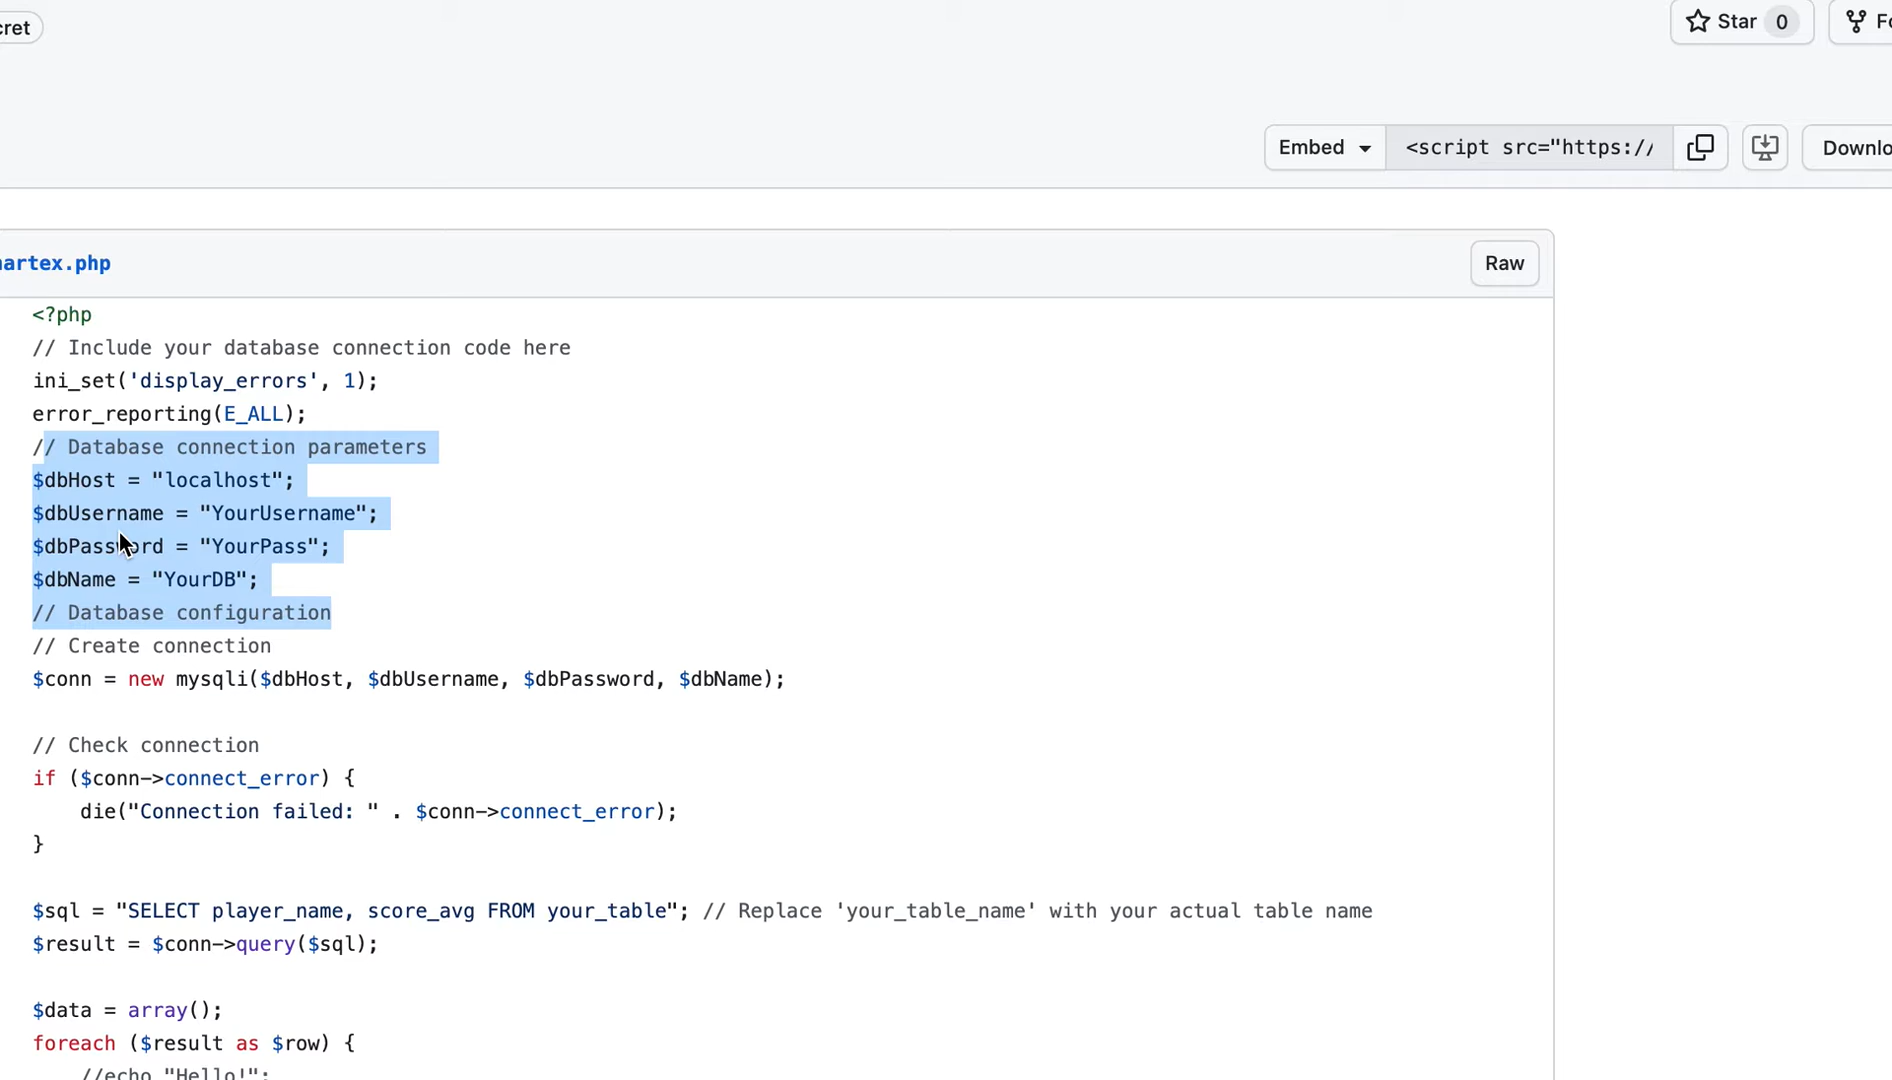 cret
Star 0
Fo
Embed
<script src="https://
Downlo
hartex.php
Raw
<?php
// Include your database connection code here
ini_set('display_errors', 1);
error_reporting(E_ALL);
// Database connection parameters
$dbHost = "localhost";
$dbUsername = "YourUsername";
$dbPassword = "YourPass";
$dbName = "YourDB";
// Database configuration
// Create connection
$conn = new mysqli($dbHost, $dbUsername, $dbPassword, $dbName);
// Check connection
if ($conn->connect_error) {
    die("Connection failed: " . $conn->connect_error);
}
$sql = "SELECT player_name, score_avg FROM your_table"; // Replace 'your_table_name' with your actual table name
$result = $conn->query($sql);
$data = array();
foreach ($result as $row) {
    //echo "Hello!";